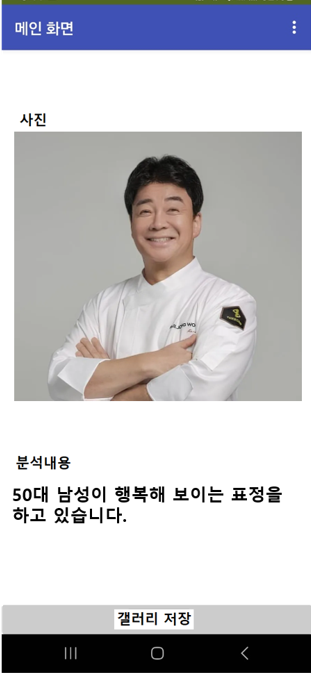 메인 화면
사진
분석내용
50대 남성이 행복해 보이는 표정을
하고 있습니다.
갤러리 저장